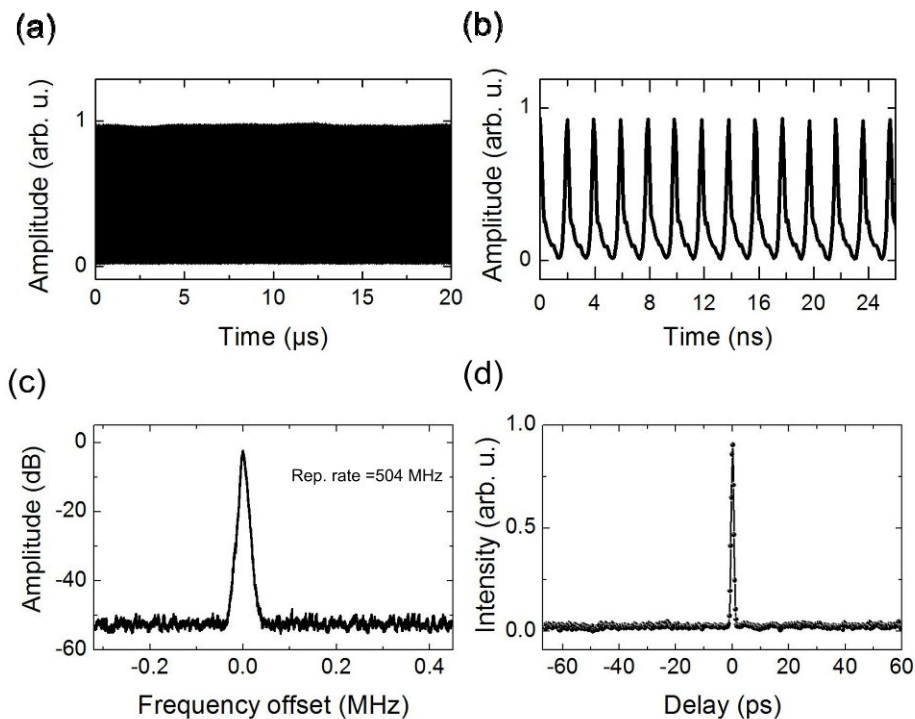 (a)
Amplitude (arb. u.)
1
0
0 5 10 15 20
Time (µs)
(b)
Amplitude (arb. u.)
1
0
0 4 8 12 16 20 24
Time (ns)
(c)
Amplitude (dB)
0
-20
-40
-60
Rep. rate =504 MHz
-0.2 0.0 0.2 0.4
Frequency offset (MHz)
(d)
Intensity (arb. u.)
1.0
0.5
0.0
-60 -40 -20 0 20 40 60
Delay (ps)